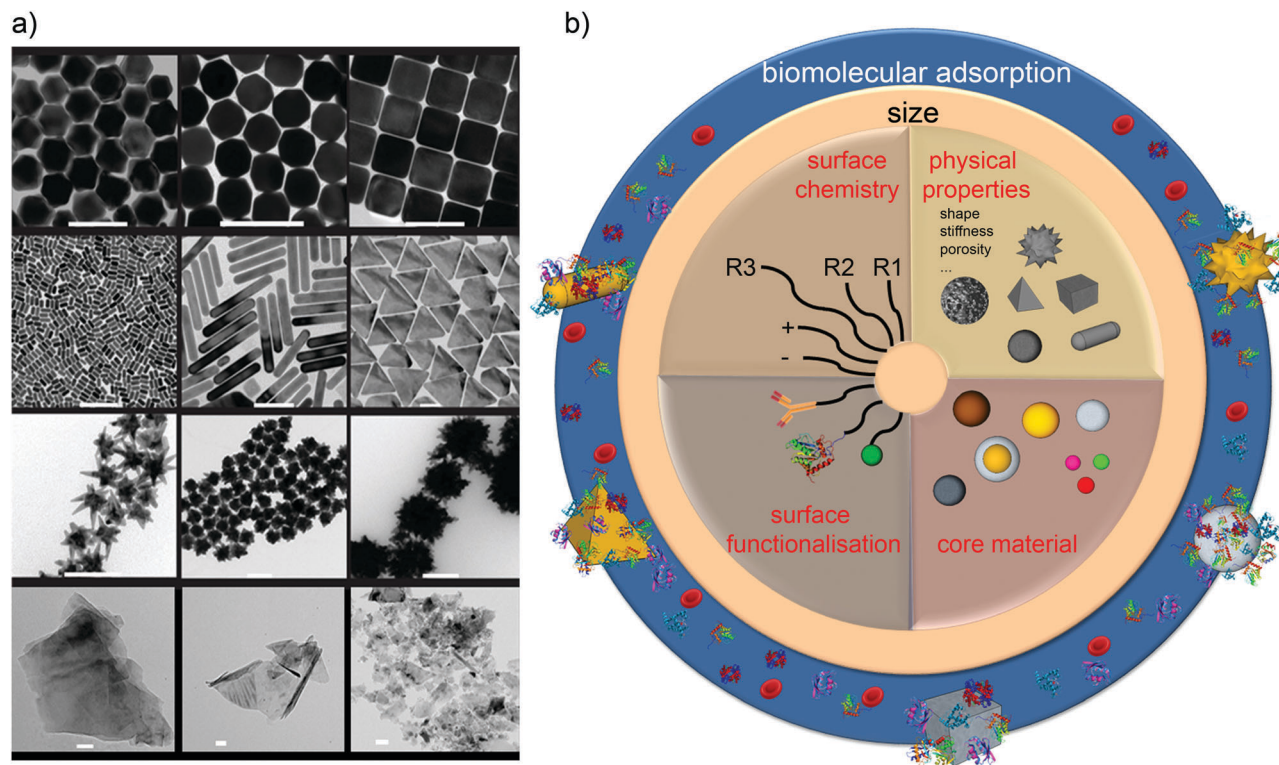 a)
b)
biomolecular adsorption
size
surface
chemistry
physical
properties
shape
stiffness
porosity
...
R3
R2
R1
+
-
surface
functionalisation
core material